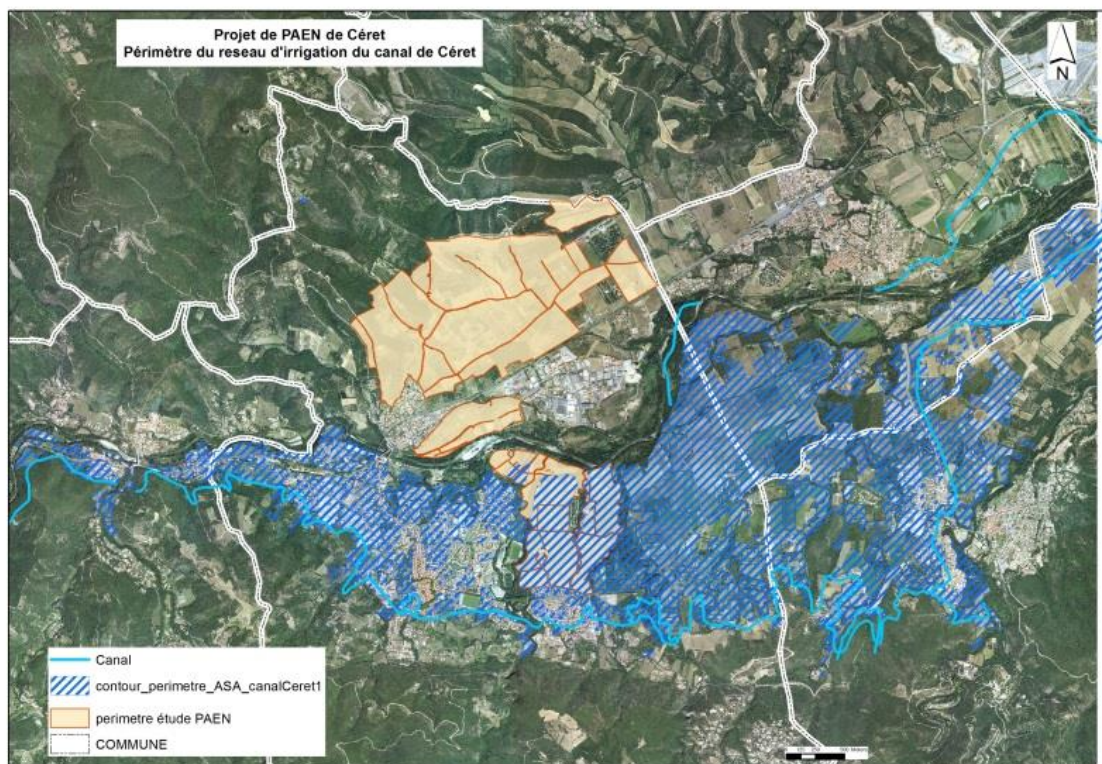 Projet de PAEN de Céret
Périmètre du reseau d'irrigation du canal de Céret
N
Canal
contour_perimetre_ASA_canalCeret1
perimetre étude PAEN
COMMUNE